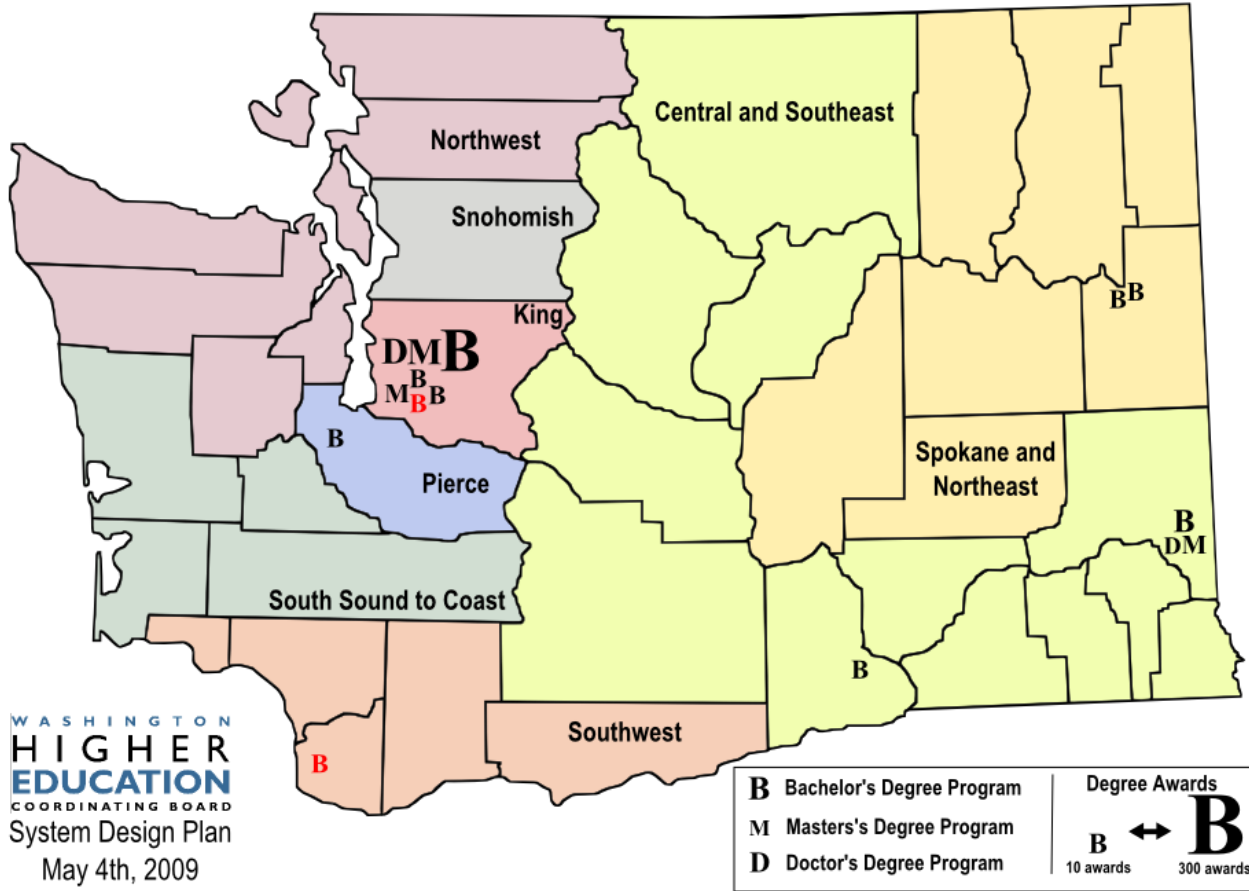 Central and Southeast
Northwest
Snohomish
King
DMB
B
MBB
B
Pierce
BB
Spokane and
Northeast
B
DM
South Sound to Coast
B
Southwest
B
WASHINGTON
HIGHER
EDUCATION
COORDINATING BOARD
System Design Plan
May 4th, 2009
B Bachelor's Degree Program
M Masters's Degree Program
D Doctor's Degree Program
Degree Awards
B B
10 awards 300 awards